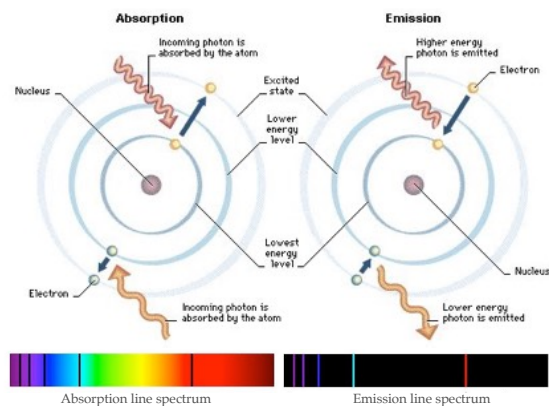 Absorption
Emission
Incoming photon is
absorbed by the atom
Nucleus
Higher energy
photon is emitted
Electron
Excited
state
Lower
energy
level
Lowest
energy
level
Nucleus
Electron
Incoming photon is
absorbed by the atom
Lower energy
photon is emitted
Absorption line spectrum
Emission line spectrum